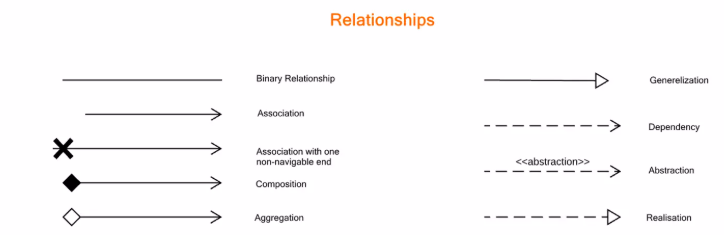 Relationships
Binary Relationship
Association
Association with one
non-navigable end
Composition
Aggregation
Generelization
Dependency
<<abstraction>>
Abstraction
Realisation